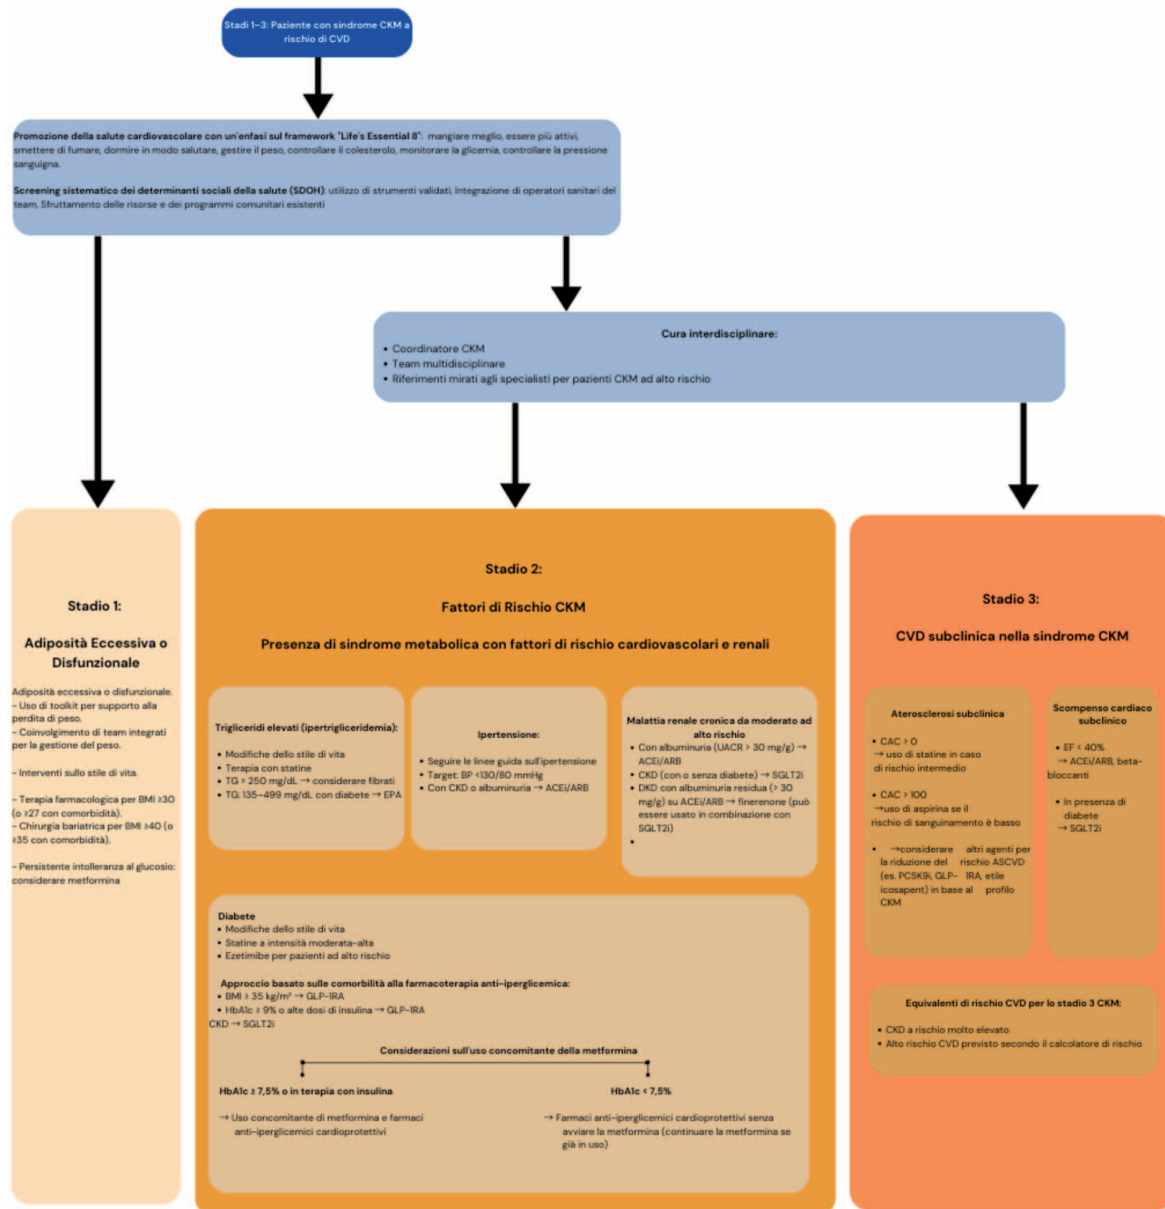 Stadi 1–3: Paziente con sindrome CKM a
rischio di CVD
Promozione della salute cardiovascolare con un'enfasi sul framework "Life's Essential 8": mangiare meglio, essere più attivi,
smettere di fumare, dormire in modo salutare, gestire il peso, controllare il colesterolo, monitorare la glicemia, controllare la pressione
sanguigna.
Screening sistematico dei determinanti sociali della salute (SDOH): utilizzo di strumenti validati, Integrazione di operatori sanitari del
team, Sfruttamento delle risorse e dei programmi comunitari esistenti
Cura interdisciplinare:
• Coordinatore CKM
• Team multidisciplinare
• Riferimenti mirati agli specialisti per pazienti CKM ad alto rischio
Stadio 1:
Adiposità Eccessiva o
Disfunzionale
Adiposità eccessiva o disfunzionale.
– Uso di toolkit per supporto alla
perdita di peso.
– Coinvolgimento di team integrati
per la gestione del peso.
– Interventi sullo stile di vita.
– Terapia farmacologica per BMI ≥30
(o ≥27 con comorbidità).
– Chirurgia bariatrica per BMI ≥40 (o
≥35 con comorbidità).
– Persistente intolleranza al glucosio:
considerare metformina
Stadio 2:
Fattori di Rischio CKM
Presenza di sindrome metabolica con fattori di rischio cardiovascolari e renali
Trigliceridi elevati (ipertrigliceridemia):
• Modifiche dello stile di vita
• Terapia con statine
• TG > 250 mg/dL → considerare fibrati
• TG: 135–499 mg/dL con diabete → EPA
Ipertensione:
• Seguire le linee guida sull'ipertensione
• Target: BP <130/80 mmHg
• Con CKD o albuminuria → ACEi/ARB
Malattia renale cronica da moderato ad
alto rischio
• Con albuminuria (UACR > 30 mg/g) →
ACEi/ARB
• CKD (con o senza diabete) → SGLT2i
• DKD con albuminuria residua (> 30
mg/g) su ACEi/ARB → finerenone (può
essere usato in combinazione con
SGLT2i)
•
Diabete
• Modifiche dello stile di vita
• Statine a intensità moderata-alta
• Ezetimibe per pazienti ad alto rischio
Approccio basato sulle comorbilità alla farmacoterapia anti-iperglicemica:
• BMI ≥ 35 kg/m² → GLP-1RA
• HbA1c ≥ 9% o alte dosi di insulina → GLP-1RA
CKD → SGLT2i
Considerazioni sull'uso concomitante della metformina
HbA1c ≥ 7,5% o in terapia con insulina
→ Uso concomitante di metformina e farmaci
anti-iperglicemici cardioprotettivi
HbA1c < 7,5%
→ Farmaci anti-iperglicemici cardioprotettivi senza
avviare la metformina (continuare la metformina se
già in uso)
Stadio 3:
CVD subclinica nella sindrome CKM
Aterosclerosi subclinica
• CAC > 0
→ uso di statine in caso
di rischio intermedio
• CAC > 100
→uso di aspirina se il
rischio di sanguinamento è basso
• →considerare altri agenti per
la riduzione del rischio ASCVD
(es. PCSK9i, GLP- 1RA, etile
icosapent) in base al profilo
CKM
Scompenso cardiaco
subclinico
• EF < 40%
→ ACEi/ARB, beta-
bloccanti
• In presenza di
diabete
→ SGLT2i
Equivalenti di rischio CVD per lo stadio 3 CKM:
• CKD a rischio molto elevato
• Alto rischio CVD previsto secondo il calcolatore di rischio